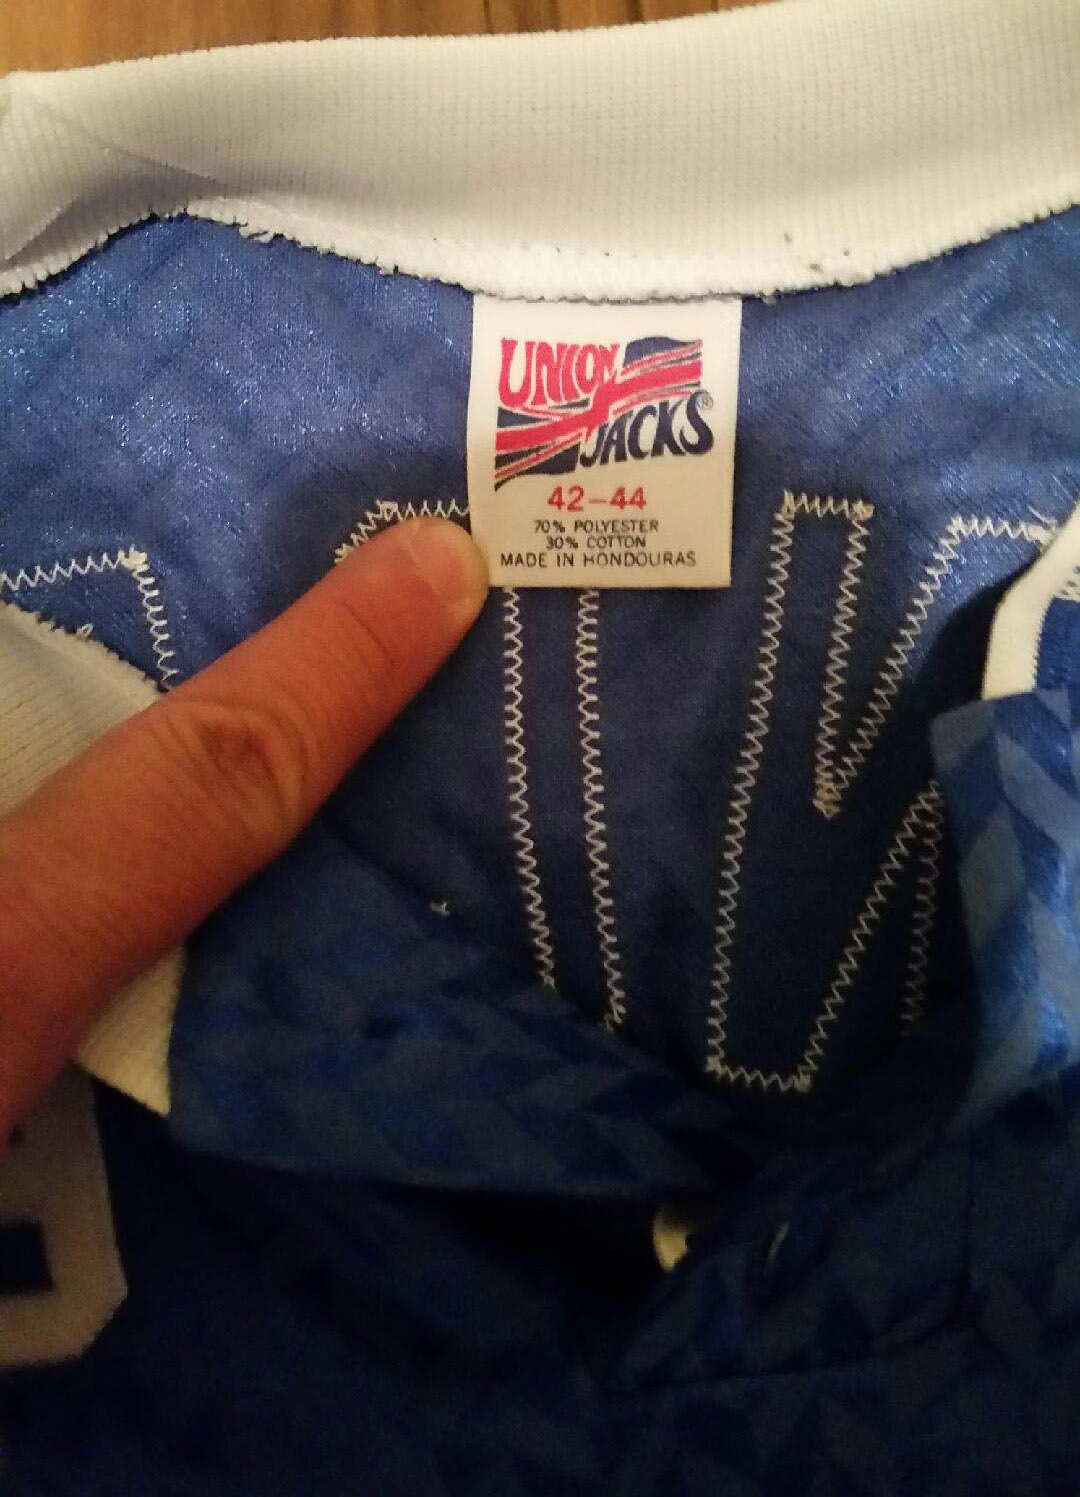 UNION
JACKS®
42-44
70% POLYESTER
30% COTTON
MADE IN HONDOURAS